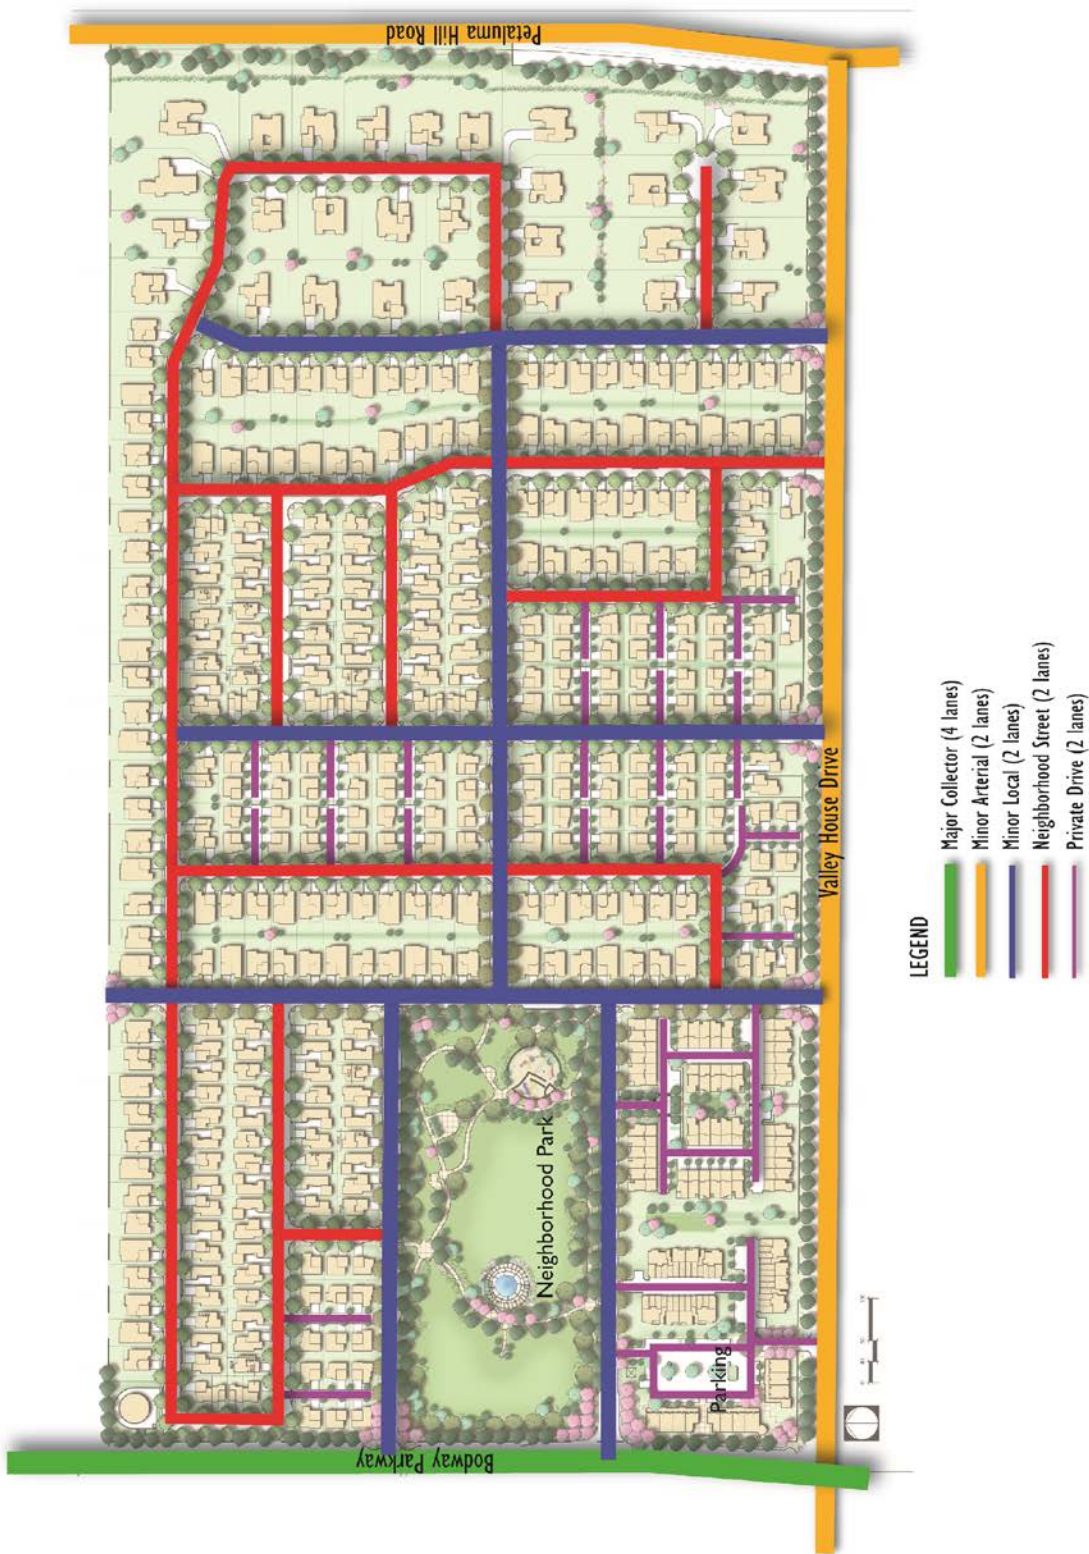 Petaluma Hill Road
Valley House Drive
Neighborhood Park
Parking
Bodway Parkway
LEGEND
Major Collector (4 lanes)
Minor Arterial (2 lanes)
Minor Local (2 lanes)
Neighborhood Street (2 lanes)
Private Drive (2 lanes)